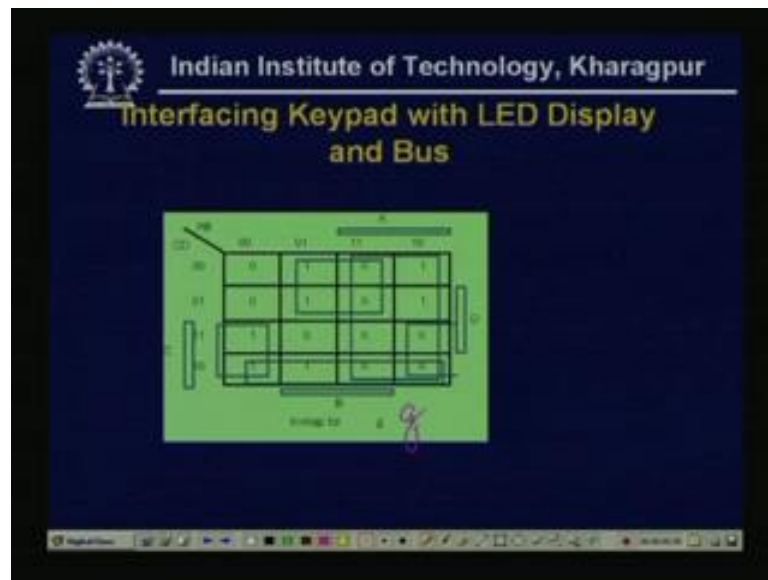 Indian Institute of Technology, Kharagpur
Interfacing Keypad with LED Display
and Bus
A
CD
00 01 11 10
00 0 1 0 1
01 0 1 0 1
11 1 0 0 0
10 1 1 0 0
C
D
B
g
g